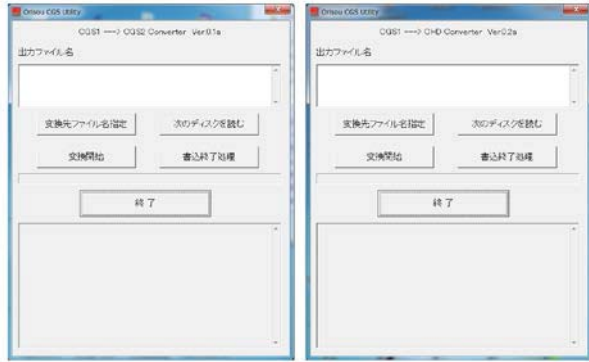 Onsou CGS Utility
CGS1 ---> CGS2 Converter Ver.0.1a
出力ファイル名
変換先ファイル名指定
次のディスクを読む
変換開始
書込終了処理
終了
Onsou CGS Utility
CGS1 ---> CHD Converter Ver.0.2a
出力ファイル名
変換先ファイル名指定
次のディスクを読む
変換開始
書込終了処理
終了